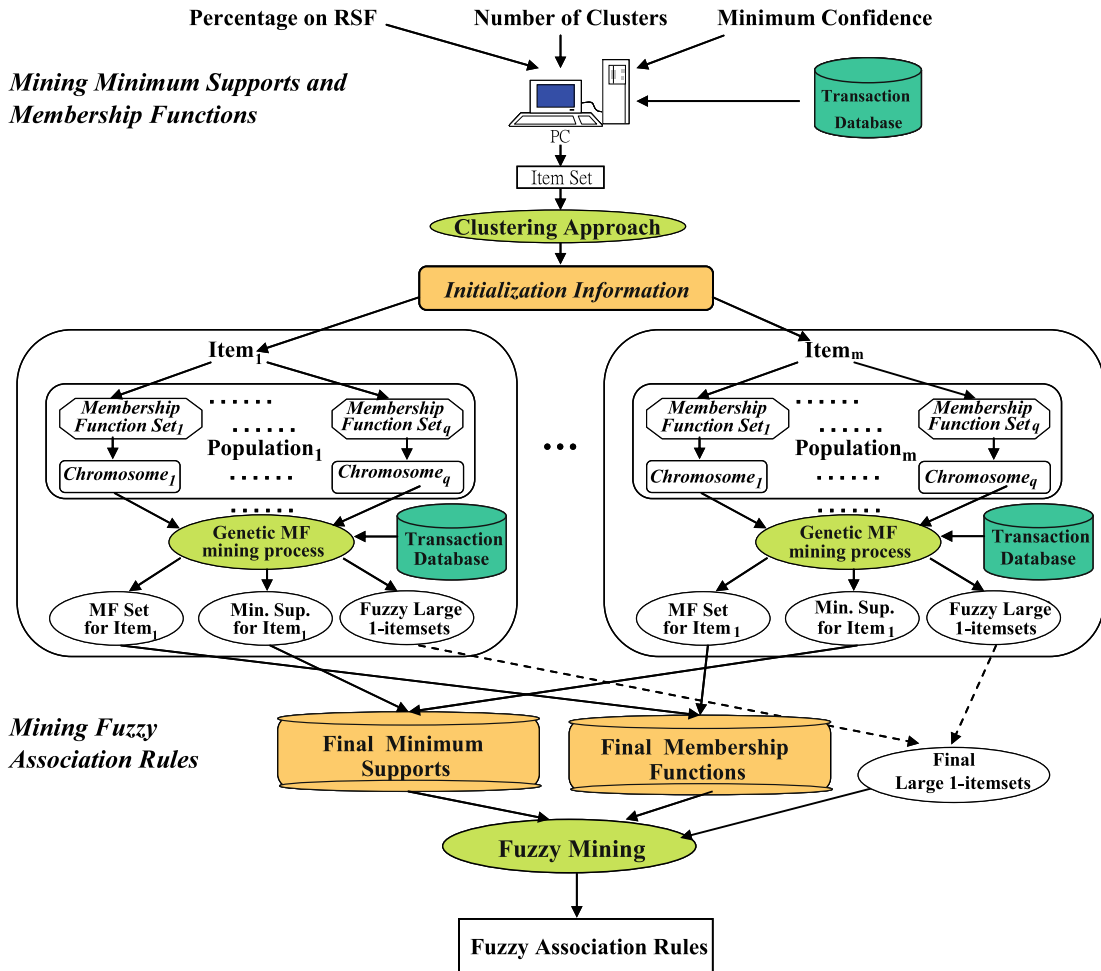 Percentage on RSF
Number of Clusters
Minimum Confidence
Mining Minimum Supports and
Membership Functions
Transaction
Database
PC
Item Set
Clustering Approach
Initialization Information
Item1
Itemm
Membership
Function Set1
......
Membership
Function Setq
Population1
Chromosome1
......
Chromosomeq
......
Membership
Function Set1
......
Membership
Function Setq
Populationm
Chromosome1
......
Chromosomeq
......
...
Genetic MF
mining process
Transaction
Database
Genetic MF
mining process
Transaction
Database
MF Set
for Item1
Min. Sup.
for Item1
Fuzzy Large
1-itemsets
MF Set
for Item1
Min. Sup.
for Item1
Fuzzy Large
1-itemsets
Mining Fuzzy
Association Rules
Final Minimum
Supports
Final Membership
Functions
Final
Large 1-itemsets
Fuzzy Mining
Fuzzy Association Rules